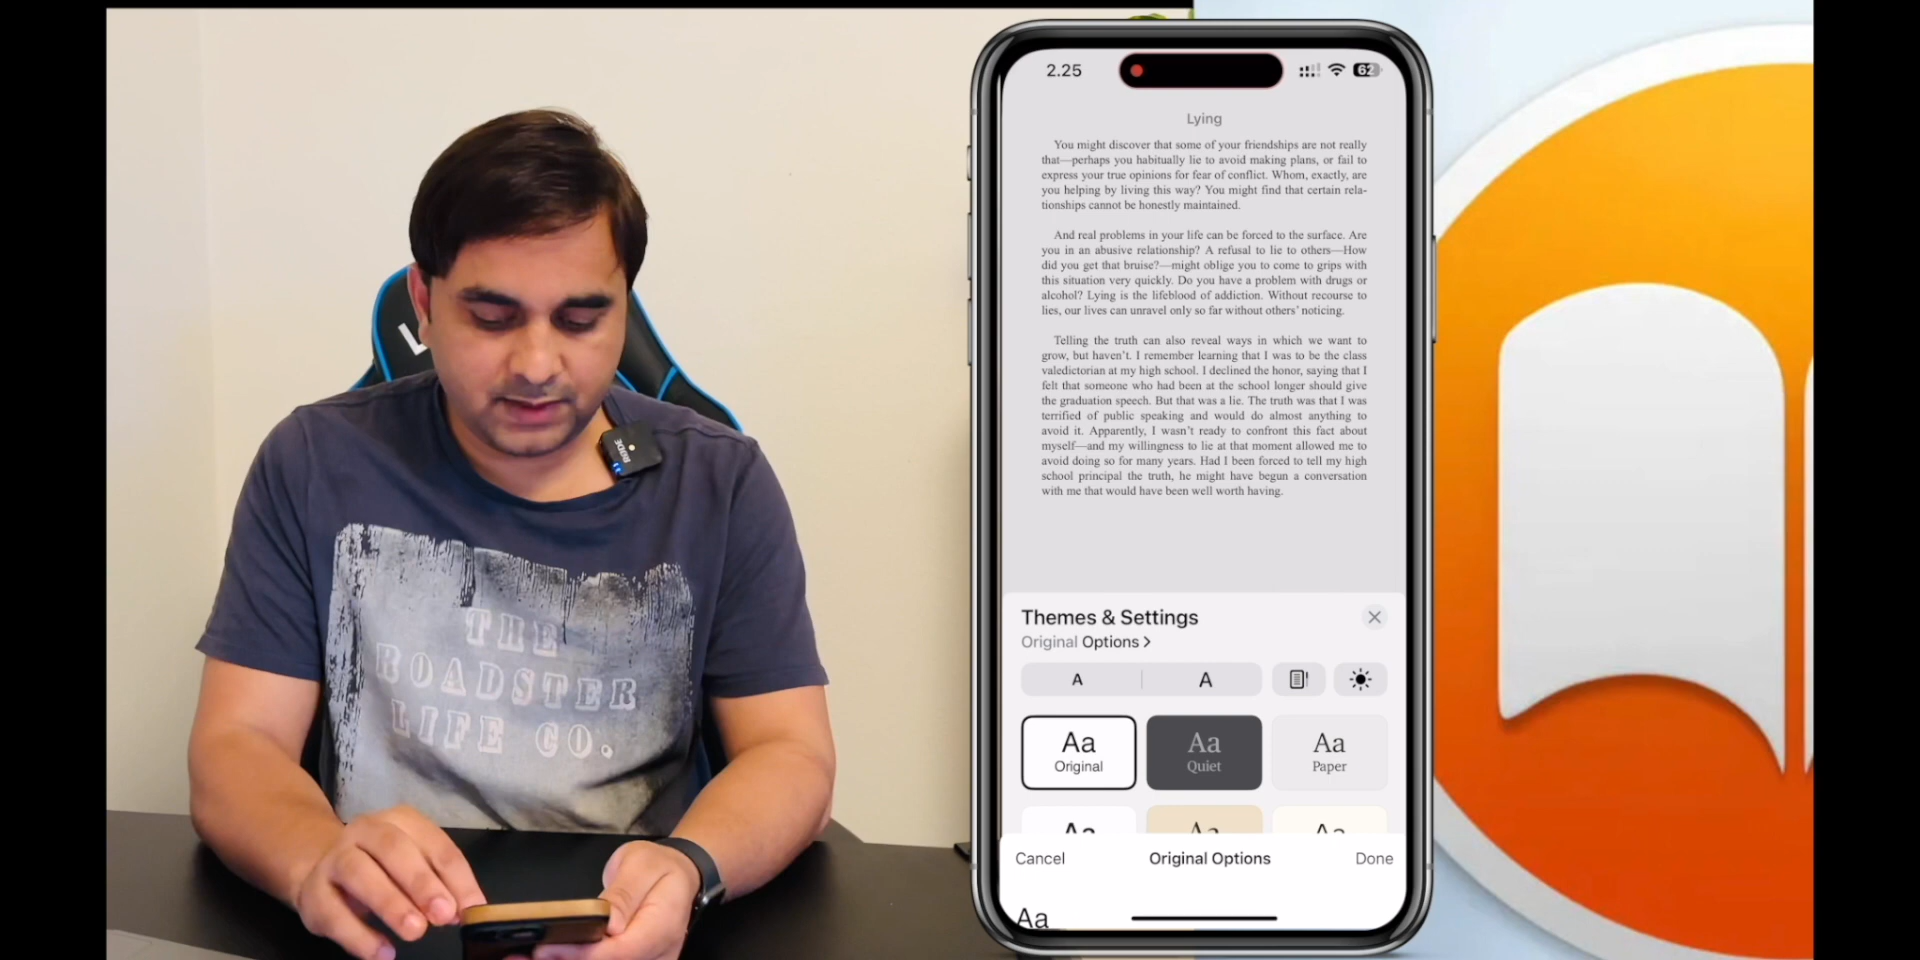 2.25
62
Lying
You might discover that some of your friendships are not really
that—perhaps you habitually lie to avoid making plans, or fail to
express your true opinions for fear of conflict. Whom, exactly, are
you helping by living this way? You might find that certain rela-
tionships cannot be honestly maintained.
And real problems in your life can be forced to the surface. Are
you in an abusive relationship? A refusal to lie to others—How
did you get that bruise?—might oblige you to come to grips with
this situation very quickly. Do you have a problem with drugs or
alcohol? Lying is the lifeblood of addiction. Without recourse to
lies, our lives can unravel only so far without others’ noticing.
Telling the truth can also reveal ways in which we want to
grow, but haven’t. I remember learning that I was to be the class
valedictorian at my high school. I declined the honor, saying that I
felt that someone who had been at the school longer should give
the graduation speech. But that was a lie. The truth was that I was
terrified of public speaking and would do almost anything to
avoid it. Apparently, I wasn’t ready to confront this fact about
myself—and my willingness to lie at that moment allowed me to
avoid doing so for many years. Had I been forced to tell my high
school principal the truth, he might have begun a conversation
with me that would have been well worth having.
Themes & Settings
Original Options >
A A
Aa Aa Aa
Original Quiet Paper
Aa Aa Aa
Cancel Original Options Done
Aa
RØDE
THE
ROADSTER
LIFE CO.